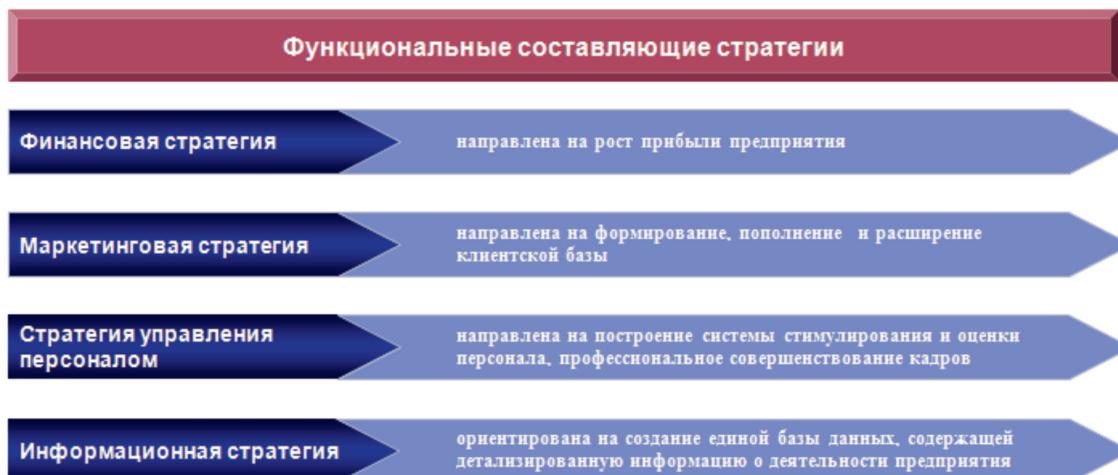 Функциональные составляющие стратегии
Финансовая стратегия
направлена на рост прибыли предприятия
Маркетинговая стратегия
направлена на формирование, пополнение и расширение
клиентской базы
Стратегия управления
персоналом
направлена на построение системы стимулирования и оценки
персонала, профессиональное совершенствование кадров
Информационная стратегия
ориентирована на создание единой базы данных, содержащей
детализированную информацию о деятельности предприятия